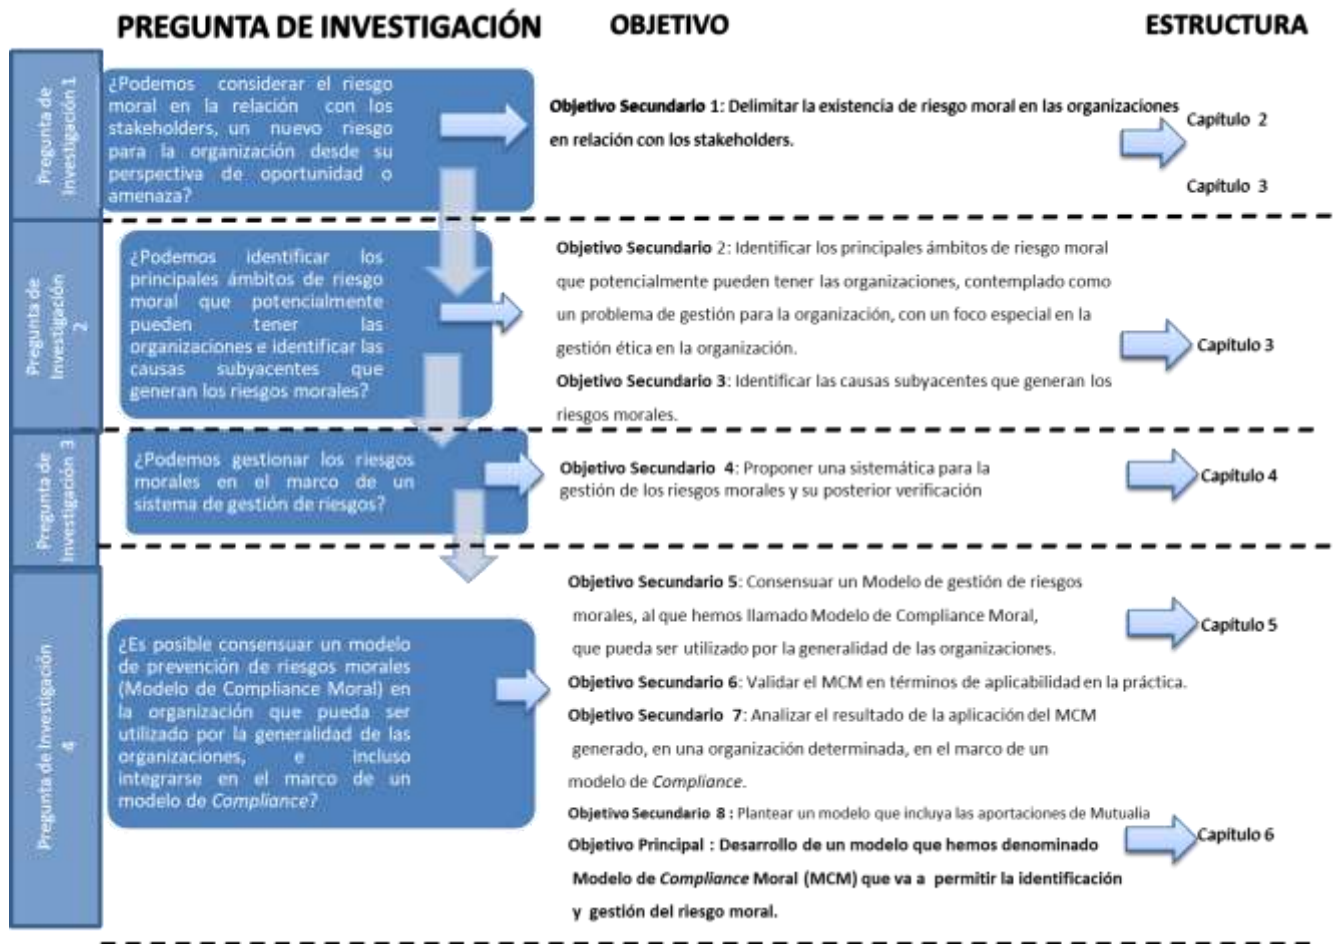 PREGUNTA DE INVESTIGACIÓN
OBJETIVO
ESTRUCTURA
Pregunta de
Investigación 1
¿Podemos considerar el riesgo
moral en la relación con los
stakeholders, un nuevo riesgo
para la organización desde su
perspectiva de oportunidad o
amenaza?
Objetivo Secundario 1: Delimitar la existencia de riesgo moral en las organizaciones
en relación con los stakeholders.
Capítulo 2
Capítulo 3
Pregunta de
Investigación
2
¿Podemos identificar los
principales ámbitos de riesgo
moral que potencialmente
pueden tener las
organizaciones e identificar las
causas subyacentes que
generan los riesgos morales?
Objetivo Secundario 2: Identificar los principales ámbitos de riesgo moral
que potencialmente pueden tener las organizaciones, contemplado como
un problema de gestión para la organización, con un foco especial en la
gestión ética en la organización.
Objetivo Secundario 3: Identificar las causas subyacentes que generan los
riesgos morales.
Capítulo 3
Pregunta de
Investigación 3
¿Podemos gestionar los riesgos
morales en el marco de un
sistema de gestión de riesgos?
Objetivo Secundario 4: Proponer una sistemática para la
gestión de los riesgos morales y su posterior verificación
Capítulo 4
Pregunta de Investigación
4
¿Es posible consensuar un modelo
de prevención de riesgos morales
(Modelo de Compliance Moral) en
la organización que pueda ser
utilizado por la generalidad de las
organizaciones, e incluso
integrarse en el marco de un
modelo de Compliance?
Objetivo Secundario 5: Consensuar un Modelo de gestión de riesgos
morales, al que hemos llamado Modelo de Compliance Moral,
que pueda ser utilizado por la generalidad de las organizaciones.
Capítulo 5
Objetivo Secundario 6: Validar el MCM en términos de aplicabilidad en la práctica.
Objetivo Secundario 7: Analizar el resultado de la aplicación del MCM
generado, en una organización determinada, en el marco de un
modelo de Compliance.
Objetivo Secundario 8 : Plantear un modelo que incluya las aportaciones de Mutualia
Objetivo Principal : Desarrollo de un modelo que hemos denominado
Modelo de Compliance Moral (MCM) que va a permitir la identificación
y gestión del riesgo moral.
Capítulo 6